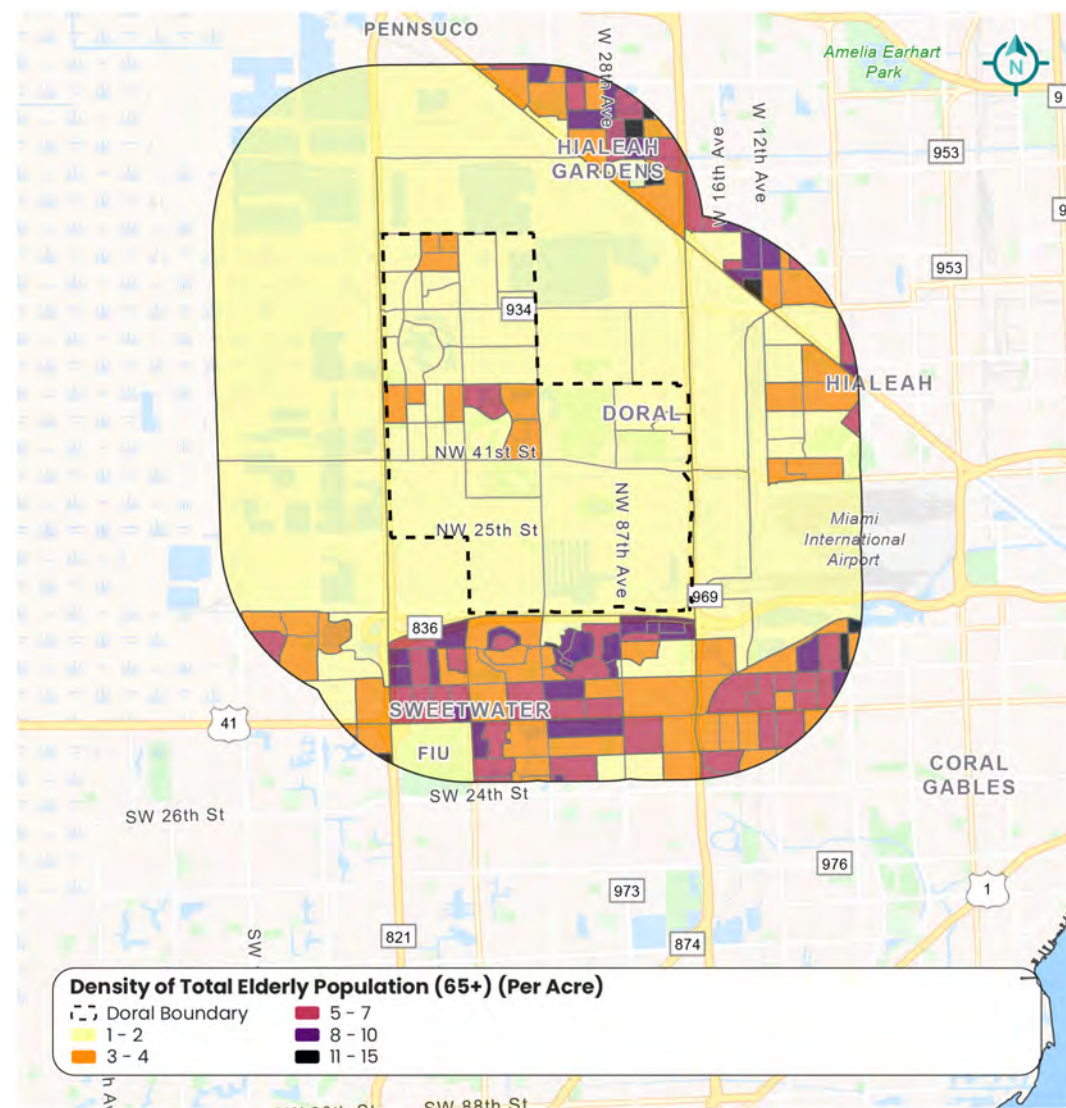 PENNSUCO
W 28th Ave
Amelia Earhart
Park
N
9
W 12th Ave
953
HIALEAH
GARDENS
W 16th Ave
9
953
934
HIALEAH
DORAL
NW 41st St
NW 25th St
NW 87th Ave
Miami
International
Airport
969
836
SWEETWATER
41
FIU
CORAL
GABLES
SW 24th St
SW 26th St
976
973
1
821
874
SW
Density of Total Elderly Population (65+) (Per Acre)
Doral Boundary
1 - 2
3 - 4
5 - 7
8 - 10
11 - 15
SW 88th St